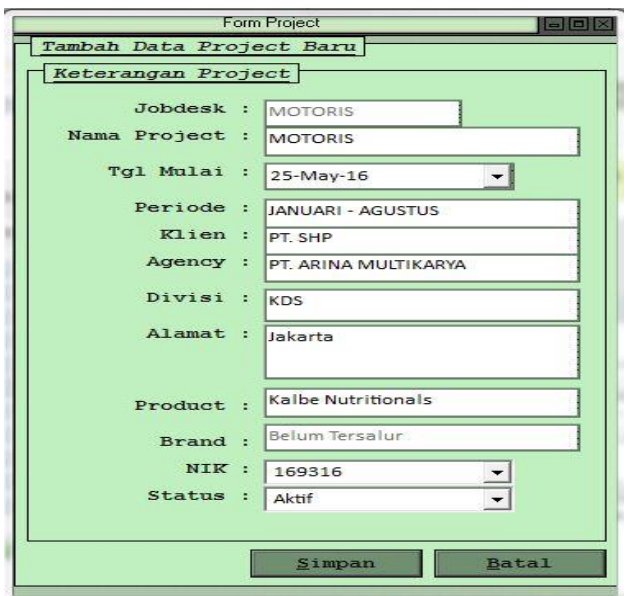 Form Project
Tambah Data Project Baru
Keterangan Project
Jobdesk : MOTORIS
Nama Project : MOTORIS
Tgl Mulai : 25-May-16
Periode : JANUARI - AGUSTUS
Klien : PT. SHP
Agency : PT. ARINA MULTIKARYA
Divisi : KDS
Alamat : Jakarta
Product : Kalbe Nutritionals
Brand : Belum Tersalur
NIK : 169316
Status : Aktif
Simpan Batal